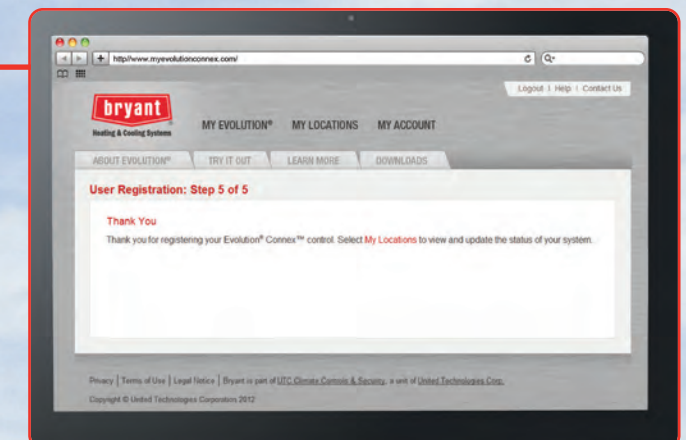 http//www.myevolutionconnex.com/
Logout | Help | Contact Us
bryant
Heating & Cooling Systems
MY EVOLUTION® MY LOCATIONS MY ACCOUNT
ABOUT EVOLUTION® TRY IT OUT LEARN MORE DOWNLOADS
User Registration: Step 5 of 5
Thank You
Thank you for registering your Evolution® Connex™ control. Select My Locations to view and update the status of your system.
Privacy | Terms of Use | Legal Notice | Bryant is part of UTC Climate Controls & Security, a unit of United Technologies Corp.
Copyright © United Technologies Corporation 2012